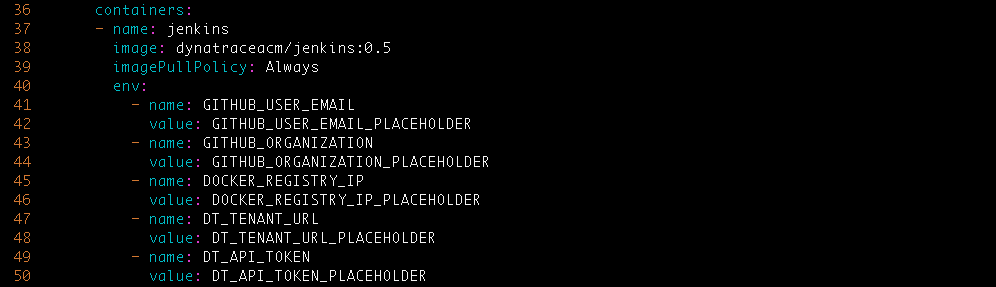 36 containers:
37 - name: jenkins
38 image: dynatraceacm/jenkins:0.5
39 imagePullPolicy: Always
40 env:
41 - name: GITHUB_USER_EMAIL
42 value: GITHUB_USER_EMAIL_PLACEHOLDER
43 - name: GITHUB_ORGANIZATION
44 value: GITHUB_ORGANIZATION_PLACEHOLDER
45 - name: DOCKER_REGISTRY_IP
46 value: DOCKER_REGISTRY_IP_PLACEHOLDER
47 - name: DT_TENANT_URL
48 value: DT_TENANT_URL_PLACEHOLDER
49 - name: DT_API_TOKEN
50 value: DT_API_TOKEN_PLACEHOLDER